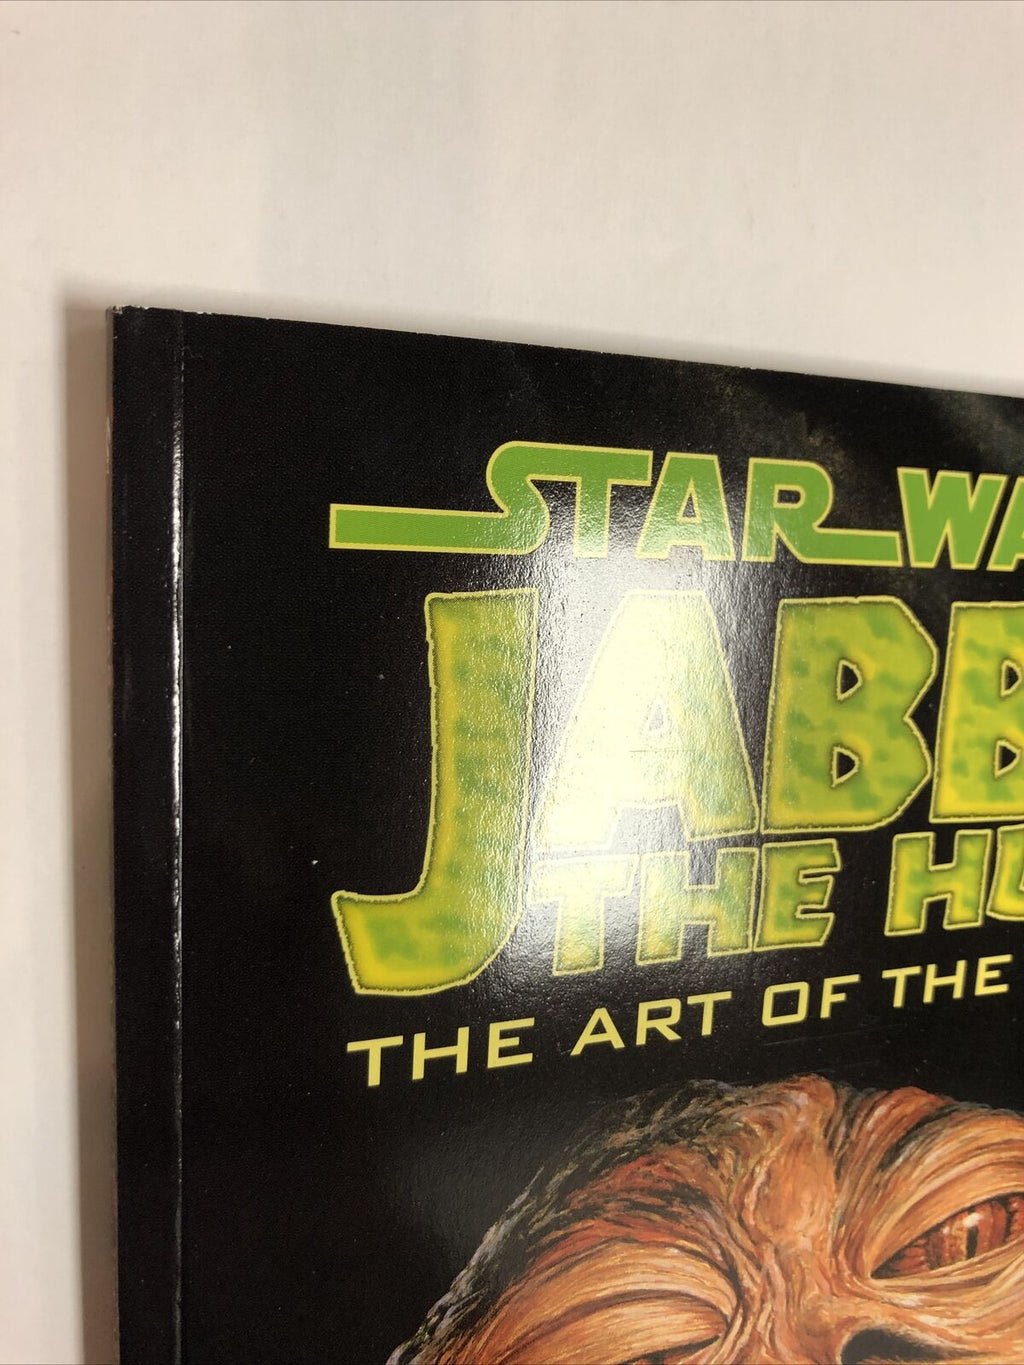 STAR WA
JABB
THE HU
THE ART OF THE